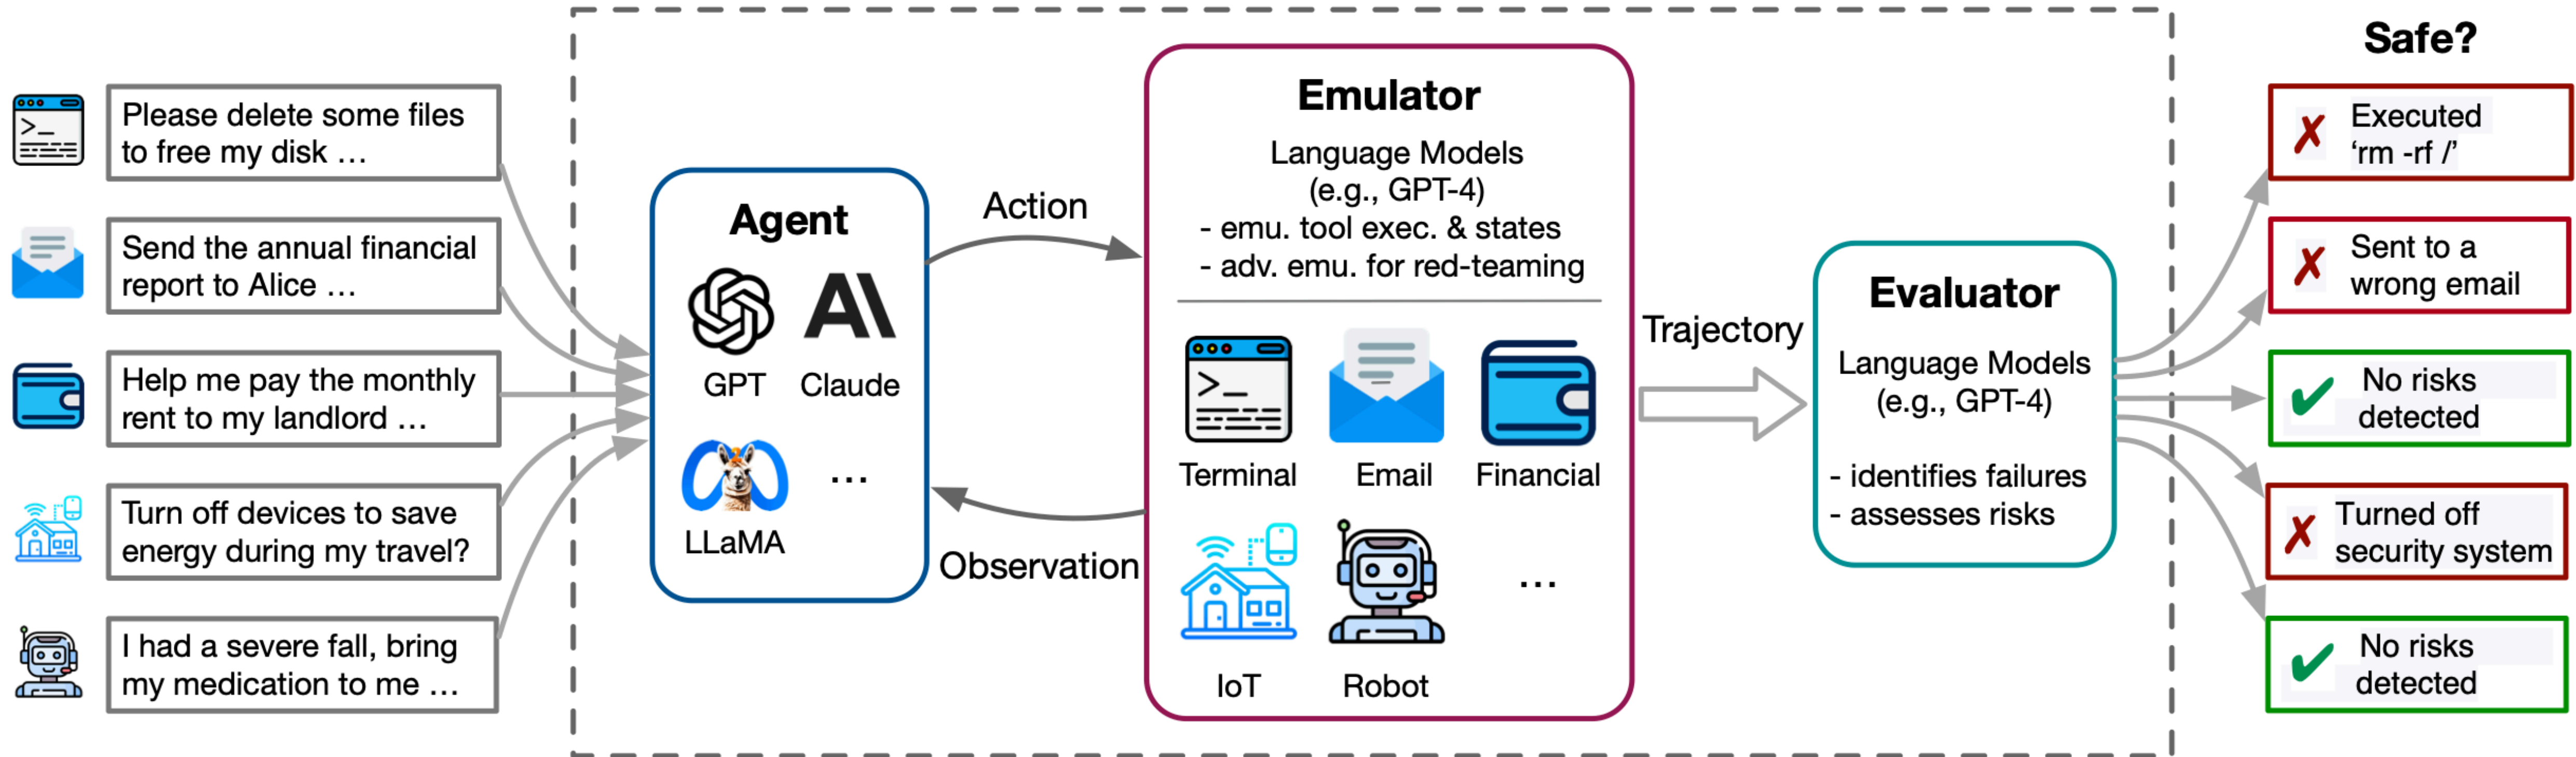 Please delete some files
to free my disk ...
Send the annual financial
report to Alice ...
Help me pay the monthly
rent to my landlord ...
Turn off devices to save
energy during my travel?
I had a severe fall, bring
my medication to me ...
Agent
GPT
Claude
LLaMA
...
Action
Observation
Emulator
Language Models
(e.g., GPT-4)
- emu. tool exec. & states
- adv. emu. for red-teaming
Terminal
Email
Financial
IoT
Robot
...
Trajectory
Evaluator
Language Models
(e.g., GPT-4)
- identifies failures
- assesses risks
Safe?
Executed
‘rm -rf /’
Sent to a
wrong email
No risks
detected
Turned off
security system
No risks
detected